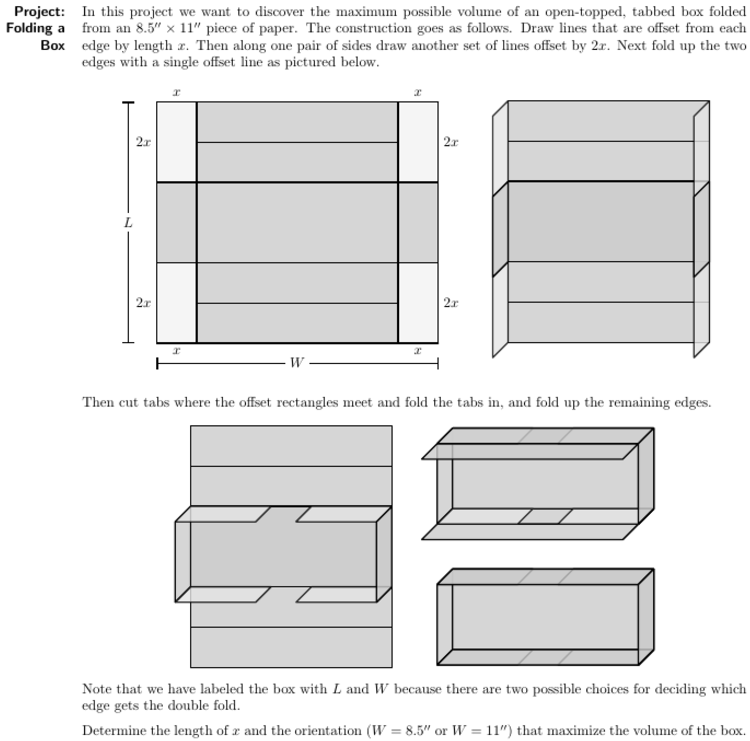 Project: In this project we want to discover the maximum possible volume of an open-topped, tabbed box folded
Folding a from an 8.5″ × 11″ piece of paper. The construction goes as follows. Draw lines that are offset from each
Box edge by length x. Then along one pair of sides draw another set of lines offset by 2x. Next fold up the two
edges with a single offset line as pictured below.
x x
2x 2x
L
2x 2x
x x
W
Then cut tabs where the offset rectangles meet and fold the tabs in, and fold up the remaining edges.
Note that we have labeled the box with L and W because there are two possible choices for deciding which
edge gets the double fold.
Determine the length of x and the orientation (W = 8.5″ or W = 11″) that maximize the volume of the box.